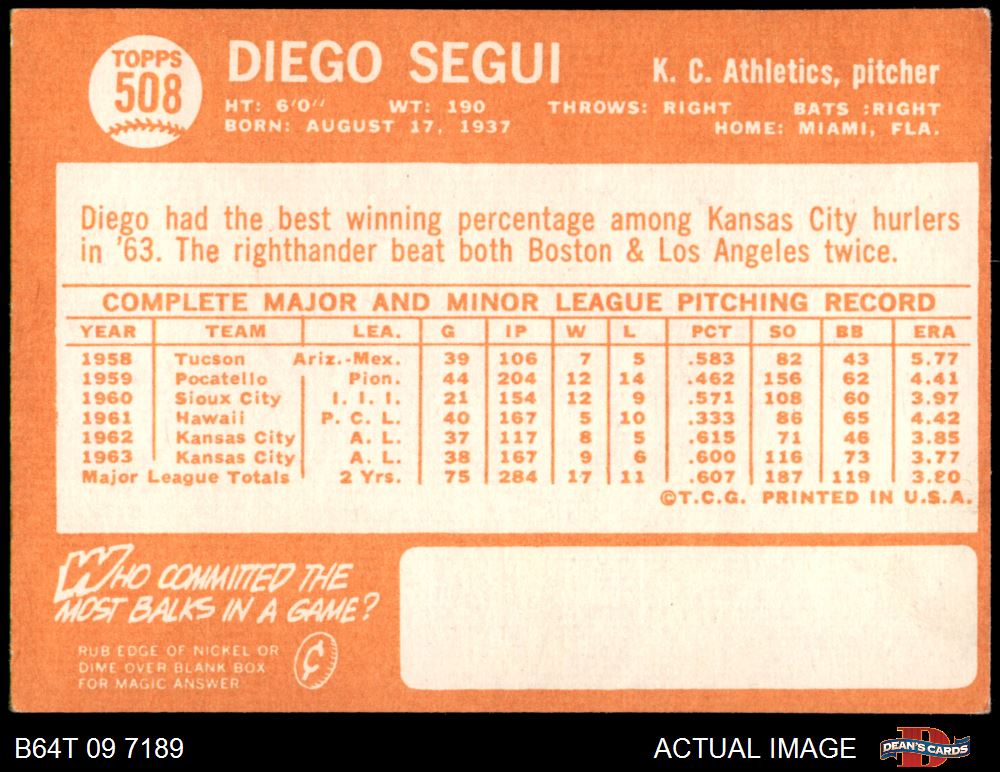 TOPPS
508
DIEGO SEGUI
K. C. Athletics, pitcher
HT: 6'0" WT: 190 THROWS: RIGHT BATS :RIGHT
BORN: AUGUST 17, 1937 HOME: MIAMI, FLA.
Diego had the best winning percentage among Kansas City hurlers
in '63. The righthander beat both Boston & Los Angeles twice.
COMPLETE MAJOR AND MINOR LEAGUE PITCHING RECORD
YEAR TEAM LEA. G IP W L PCT SO BB ERA
1958 Tucson Ariz.-Mex. 39 106 7 5 .583 82 43 5.77
1959 Pocatello Pion. 44 204 12 14 .462 156 62 4.41
1960 Sioux City I. I. I. 21 154 12 9 .571 108 60 3.97
1961 Hawaii P. C. L. 40 167 5 10 .333 86 65 4.42
1962 Kansas City A. L. 37 117 8 5 .615 71 46 3.85
1963 Kansas City A. L. 38 167 9 6 .600 116 73 3.77
Major League Totals 2 Yrs. 75 284 17 11 .607 187 119 3.80
©T.C.G. PRINTED IN U.S.A.
WHO COMMITTED THE
MOST BALKS IN A GAME?
RUB EDGE OF NICKEL OR
DIME OVER BLANK BOX
FOR MAGIC ANSWER
¢
B64T 09 7189
ACTUAL IMAGE
D
DEAN'S CARDS